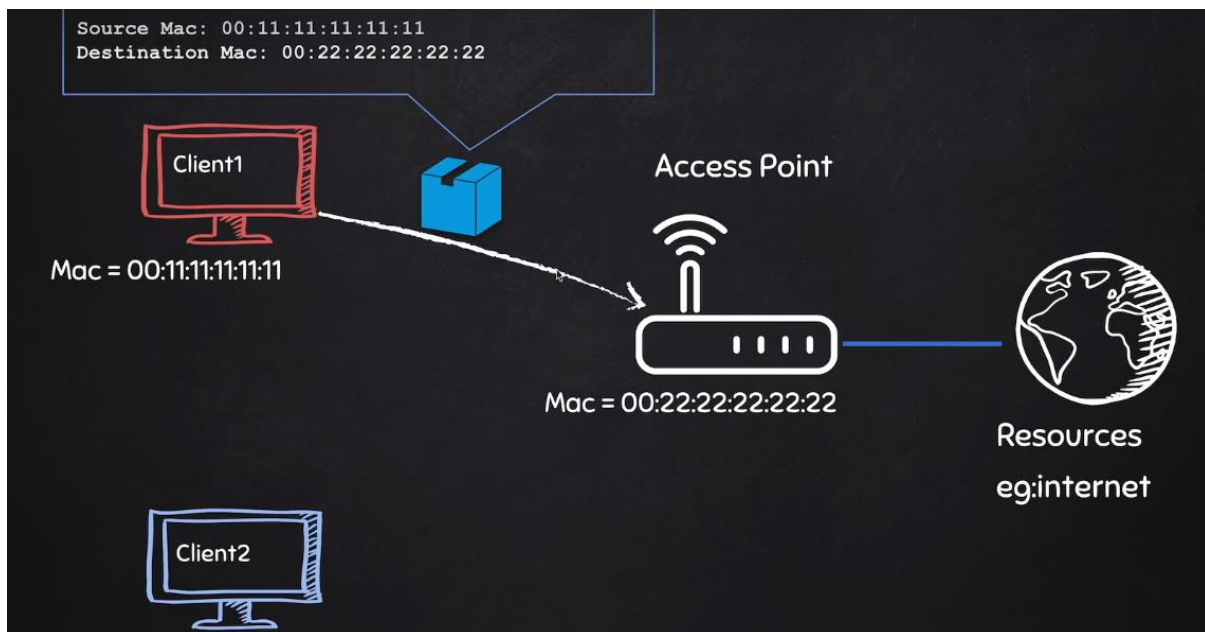 Source Mac: 00:11:11:11:11:11
Destination Mac: 00:22:22:22:22:22
Client1
Access Point
Mac = 00:11:11:11:11:11
Mac = 00:22:22:22:22:22
Resources
eg:internet
Client2